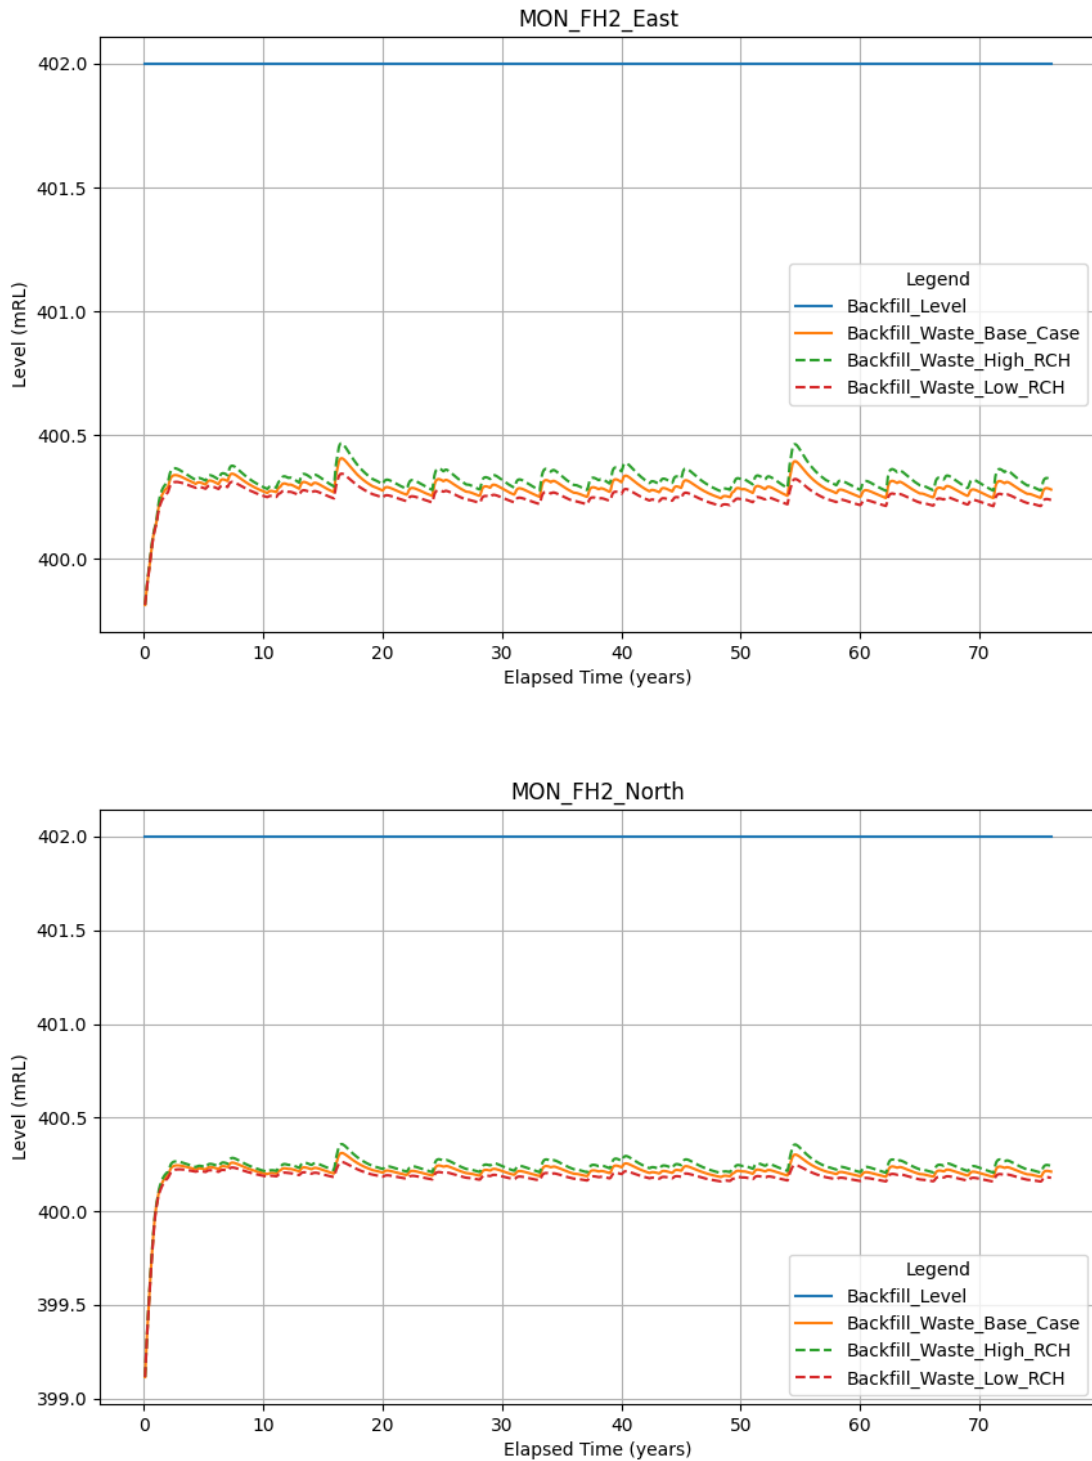 MON_FH2_East
402.0
401.5
401.0
400.5
400.0
Level (mRL)
Legend
Backfill_Level
Backfill_Waste_Base_Case
Backfill_Waste_High_RCH
Backfill_Waste_Low_RCH
0 10 20 30 40 50 60 70
Elapsed Time (years)
MON_FH2_North
402.0
401.5
401.0
400.5
400.0
399.5
399.0
Level (mRL)
Legend
Backfill_Level
Backfill_Waste_Base_Case
Backfill_Waste_High_RCH
Backfill_Waste_Low_RCH
0 10 20 30 40 50 60 70
Elapsed Time (years)